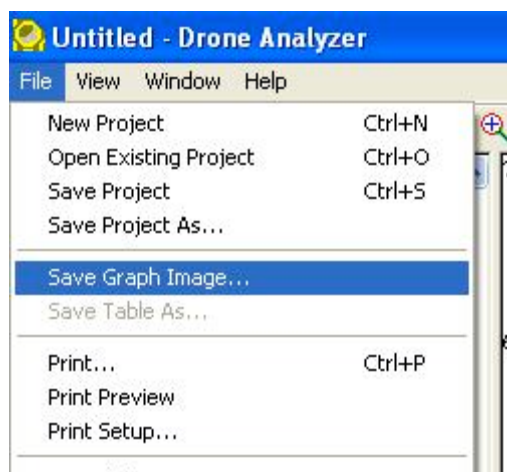 Untitled - Drone Analyzer
File View Window Help
New Project Ctrl+N
Open Existing Project Ctrl+O
Save Project Ctrl+S
Save Project As...
Save Graph Image...
Save Table As...
Print... Ctrl+P
Print Preview
Print Setup...